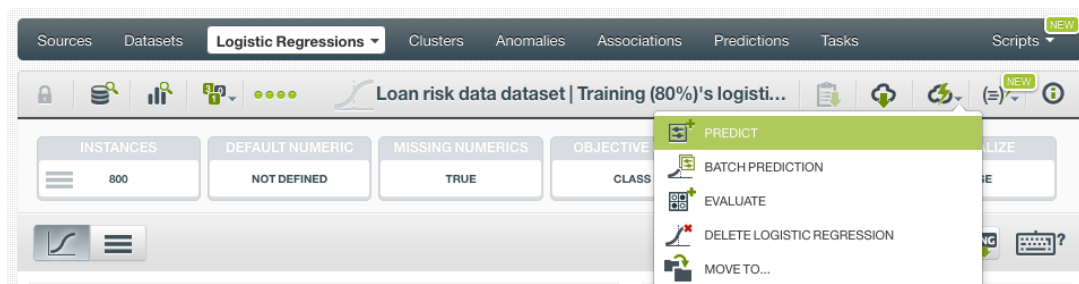 NEW
Sources Datasets Logistic Regressions Clusters Anomalies Associations Predictions Tasks Scripts
NEW
Loan risk data dataset | Training (80%)'s logisti...
PREDICT
INSTANCES DEFAULT NUMERIC MISSING NUMERICS OBJECTIVE
800 NOT DEFINED TRUE CLASS
BATCH PREDICTION
EVALUATE
DELETE LOGISTIC REGRESSION
MOVE TO...